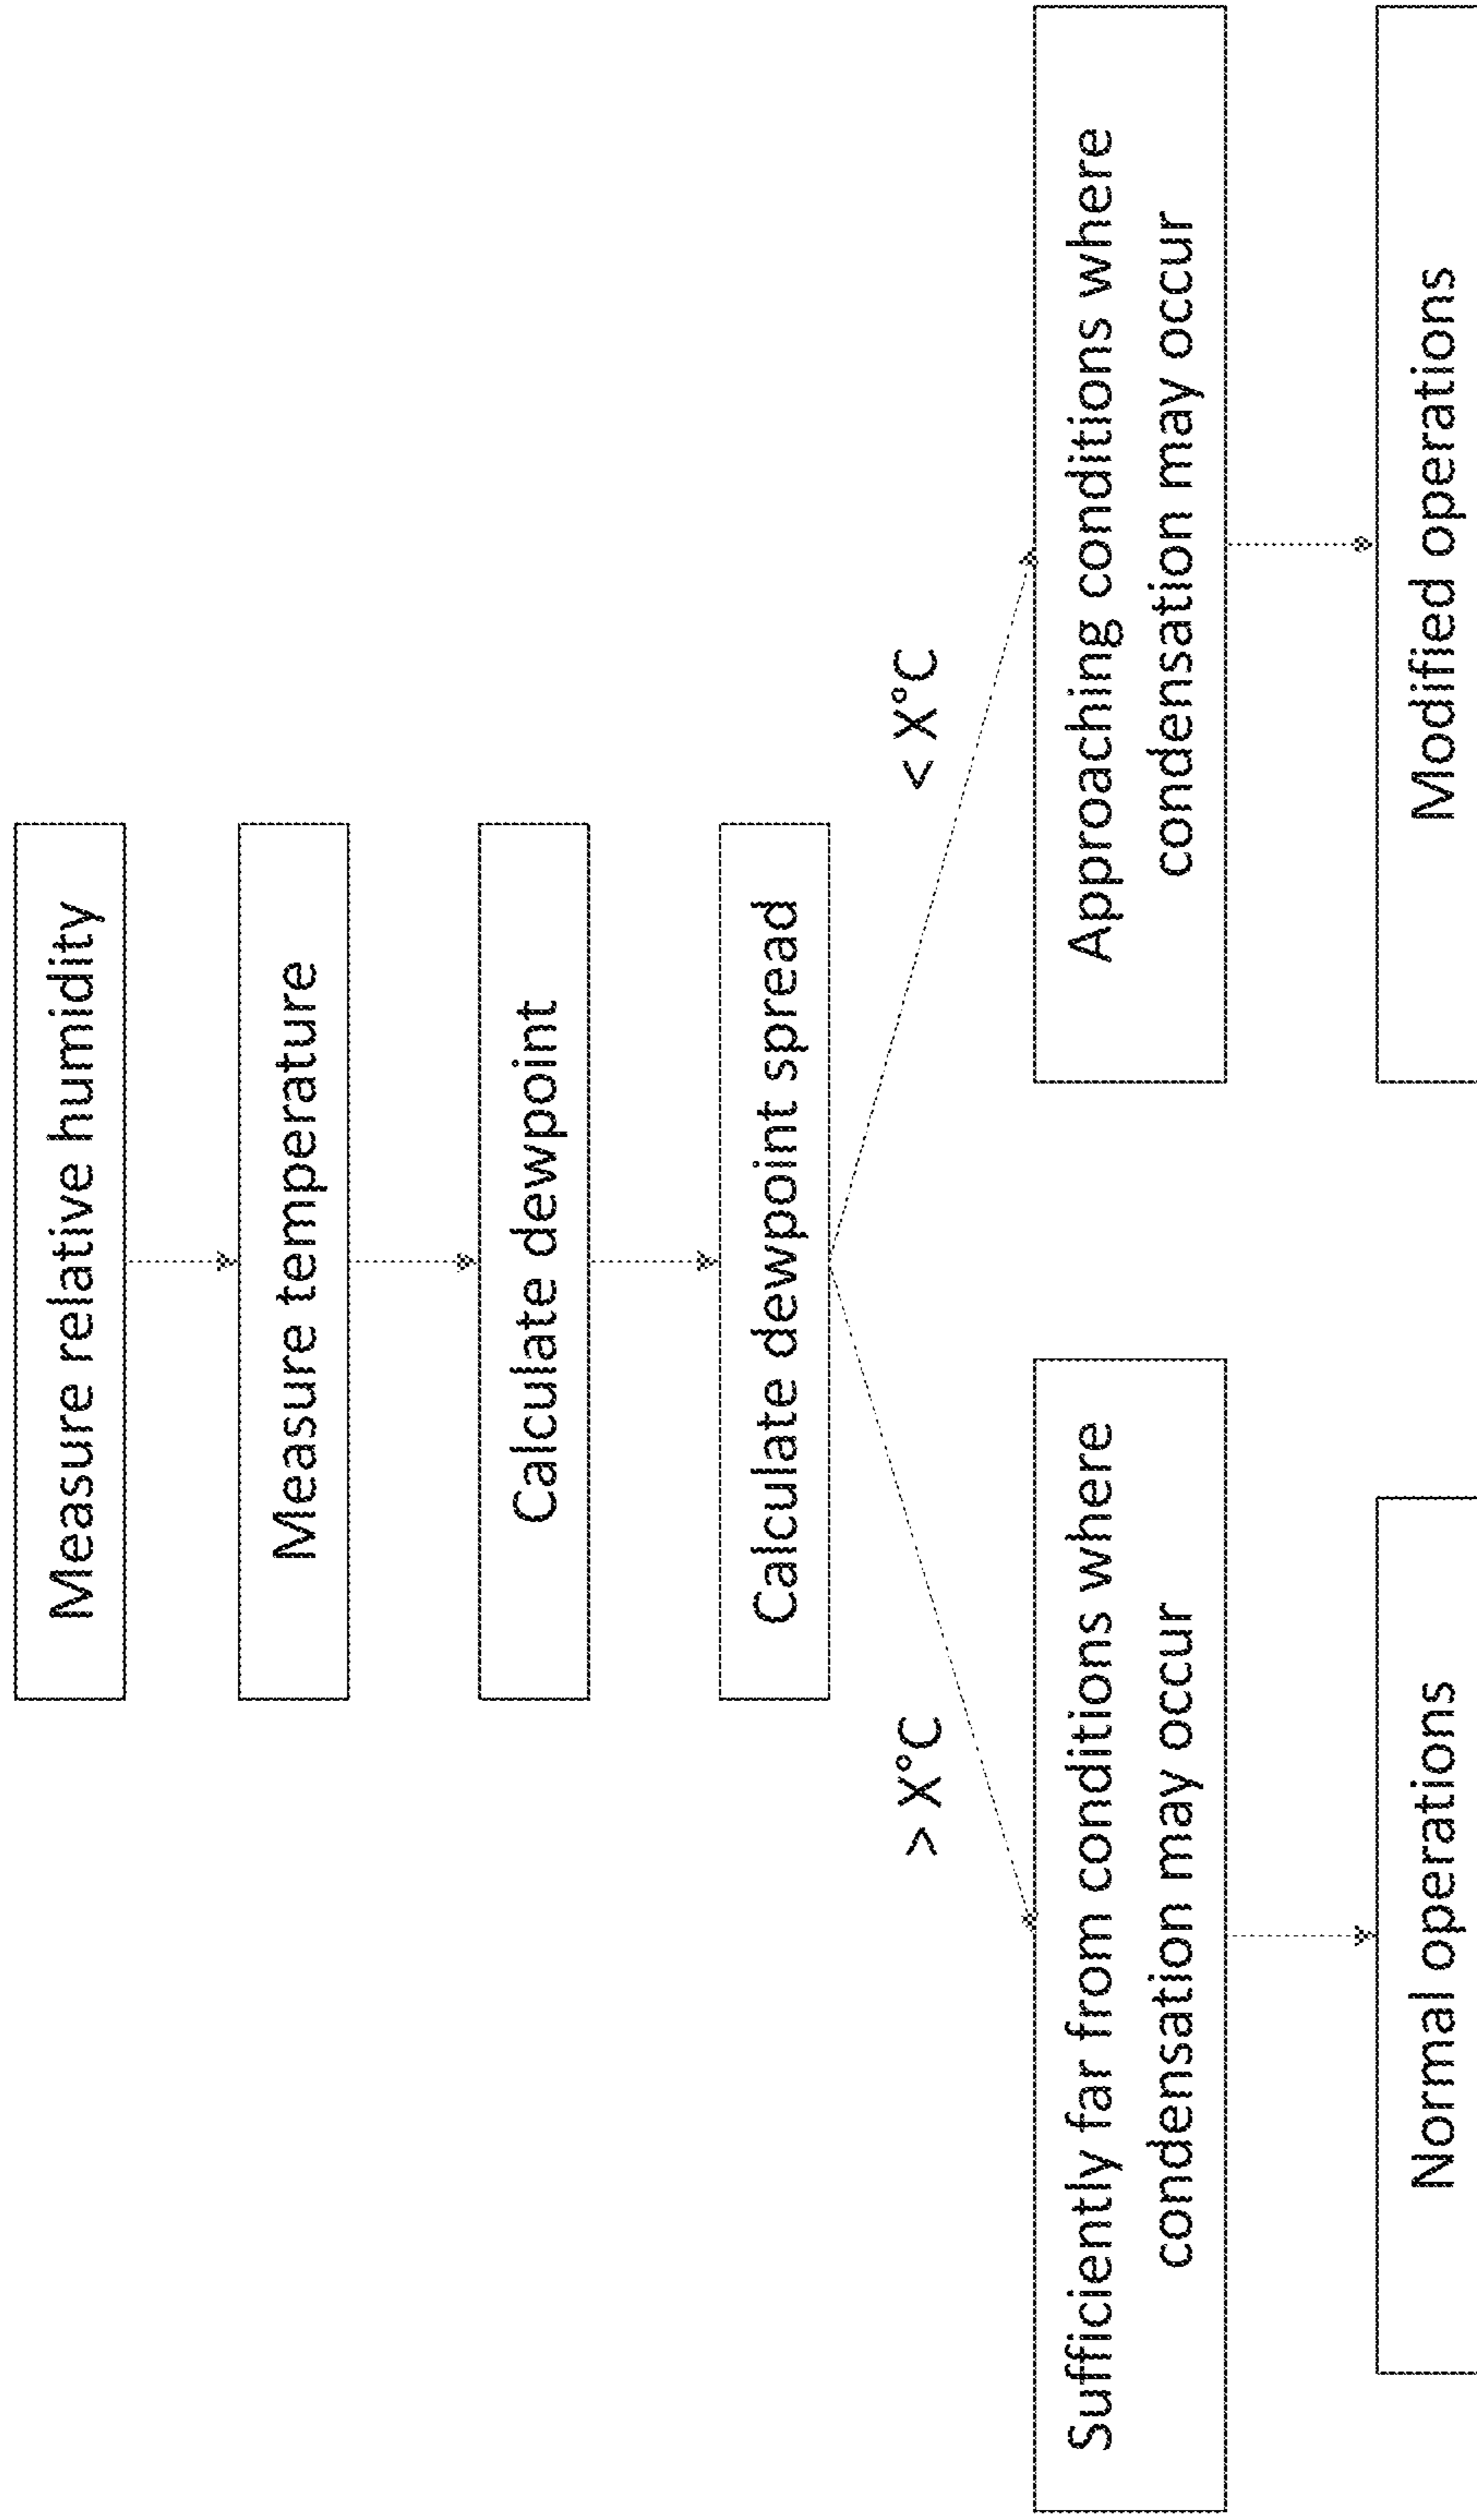 Measure relative humidity
Measure temperature
Calculate dewpoint
Calculate dewpoint spread
> X°C
< X°C
Sufficiently far from conditions where
condensation may occur
Approaching conditions where
condensation may occur
Normal operations
Modified operations